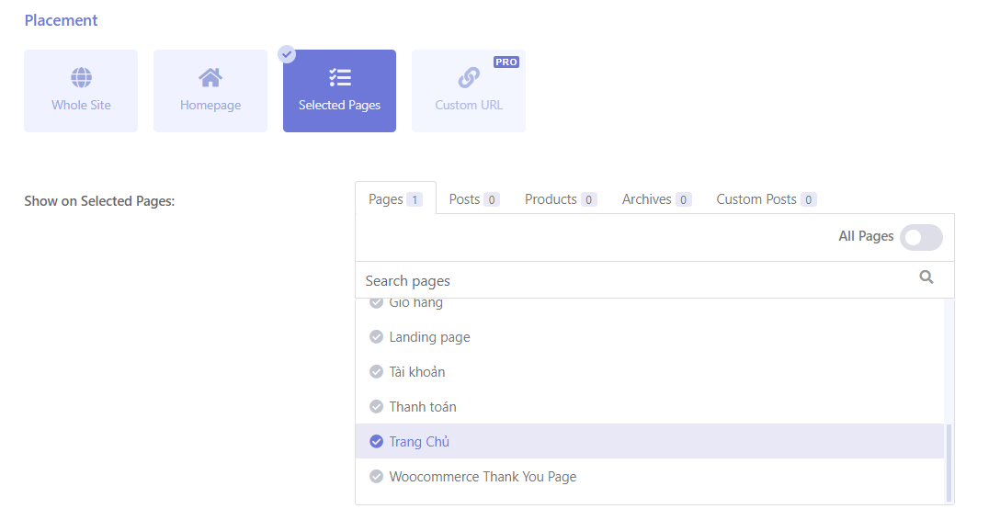 Placement
PRO
Whole Site Homepage Selected Pages Custom URL
Show on Selected Pages:
Pages 1 Posts 0 Products 0 Archives 0 Custom Posts 0
All Pages
Search pages
Giỏ hàng
Landing page
Tài khoản
Thanh toán
Trang Chủ
Woocommerce Thank You Page